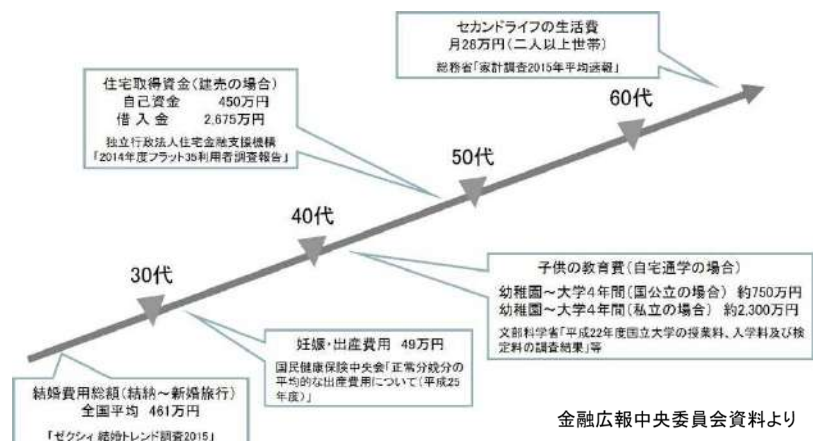 セカンドライフの生活費
月28万円(二人以上世帯)
総務省「家計調査2015年平均速報」
住宅取得資金(建売の場合)
自己資金 450万円
借入金 2,675万円
独立行政法人住宅金融支援機構
「2014年度フラット35利用者調査報告」
60代
50代
40代
30代
子供の教育費(自宅通学の場合)
幼稚園~大学4年間(国公立の場合) 約750万円
幼稚園~大学4年間(私立の場合) 約2,300万円
文部科学省「平成22年度国立大学の授業料、入学料及び検
定料の調査結果」等
妊娠・出産費用 49万円
国民健康保険中央会「正常分娩分の
平均的な出産費用について(平成25
年度)」
結婚費用総額(結納~新婚旅行)
全国平均 461万円
「ゼクシィ 結婚トレンド調査2015」
金融広報中央委員会資料より